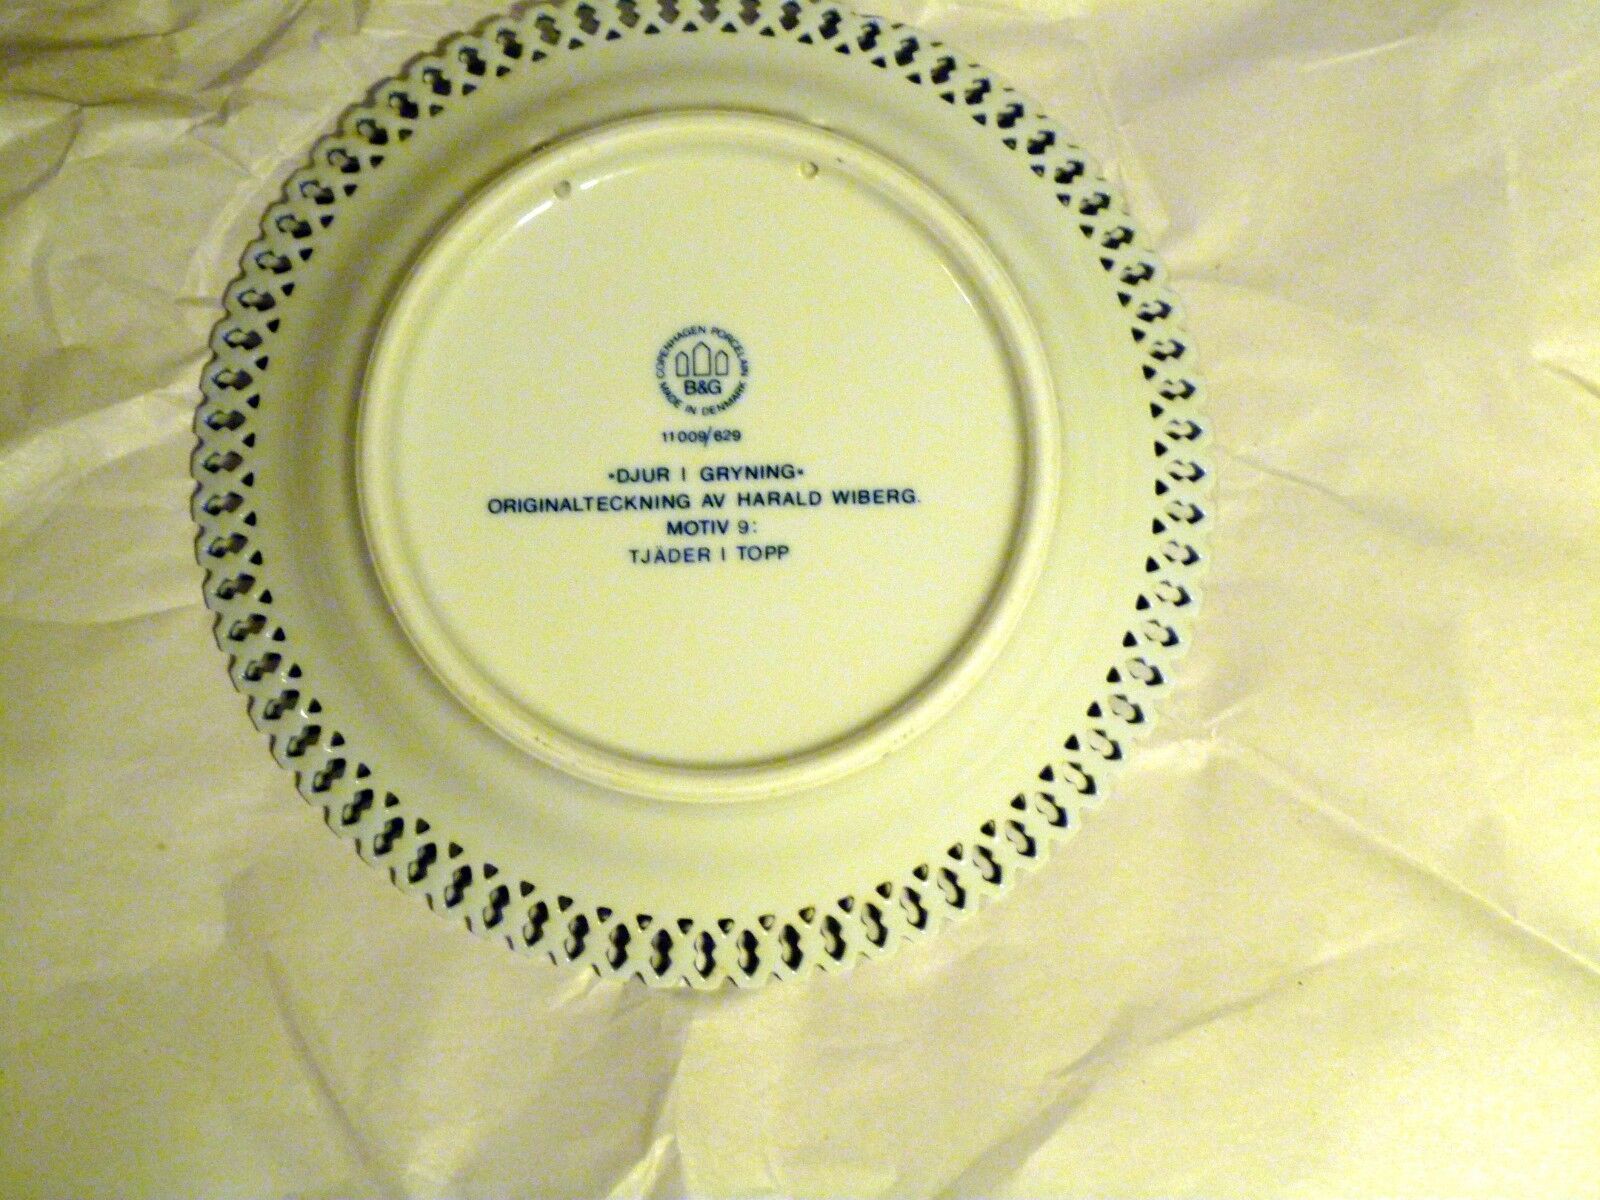 COPENHAGEN PORCELAIN
B&G
MADE IN DENMARK
11009/629
"DJUR I GRYNING"
ORIGINALTECKNING AV HARALD WIBERG.
MOTIV 9:
TJÄDER I TOPP